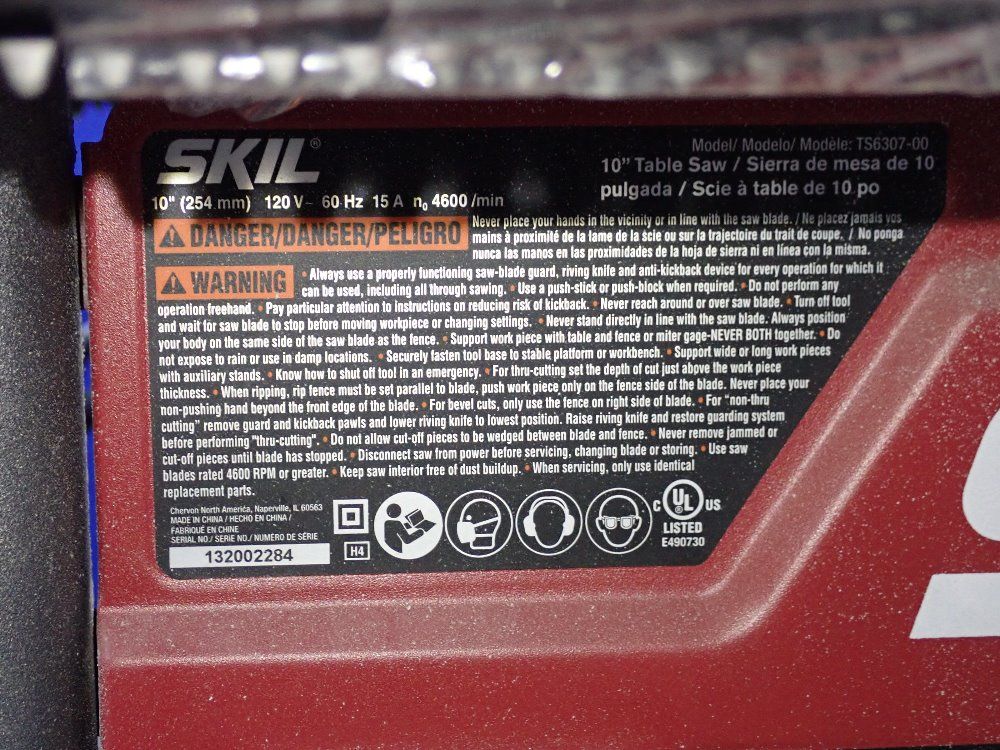 SKIL®
Model/ Modelo/ Modèle: TS6307-00
10" Table Saw / Sierra de mesa de 10
pulgada / Scie à table de 10 po
10" (254 mm) 120 V~ 60 Hz 15 A n₀ 4600 /min
DANGER/DANGER/PELIGRO
Never place your hands in the vicinity or in line with the saw blade. / Ne placez jamais vos
mains à proximité de la lame de la scie ou sur la trajectoire du trait de coupe. / No ponga
nunca las manos en las proximidades de la hoja de sierra ni en línea con la misma.
WARNING
• Always use a properly functioning saw-blade guard, riving knife and anti-kickback device for every operation for which it
can be used, including all through sawing. • Use a push-stick or push-block when required. • Do not perform any
operation freehand. • Pay particular attention to instructions on reducing risk of kickback. • Never reach around or over saw blade. • Turn off tool
and wait for saw blade to stop before moving workpiece or changing settings. • Never stand directly in line with the saw blade. Always position
your body on the same side of the saw blade as the fence. • Support work piece with table and fence or miter gage-NEVER BOTH together. • Do
not expose to rain or use in damp locations. • Securely fasten tool base to stable platform or workbench. • Support wide or long work pieces
with auxiliary stands. • Know how to shut off tool in an emergency. • For thru-cutting set the depth of cut just above the work piece
thickness. • When ripping, rip fence must be set parallel to blade, push work piece only on the fence side of the blade. Never place your
non-pushing hand beyond the front edge of the blade. • For bevel cuts, only use the fence on right side of blade. • For "non-thru
cutting" remove guard and kickback pawls and lower riving knife to lowest position. Raise riving knife and restore guarding system
before performing "thru-cutting". • Do not allow cut-off pieces to be wedged between blade and fence. • Never remove jammed or
cut-off pieces until blade has stopped. • Disconnect saw from power before servicing, changing blade or storing. • Use saw
blades rated 4600 RPM or greater. • Keep saw interior free of dust buildup. • When servicing, only use identical
replacement parts.
Chervon North America, Naperville, IL 60563
MADE IN CHINA / HECHO EN CHINA /
FABRIQUÉ EN CHINE
SERIAL NO./ SERIE NO./ NUMÉRO DE SÉRIE
132002284
H4
C UL US
LISTED
E490730
S